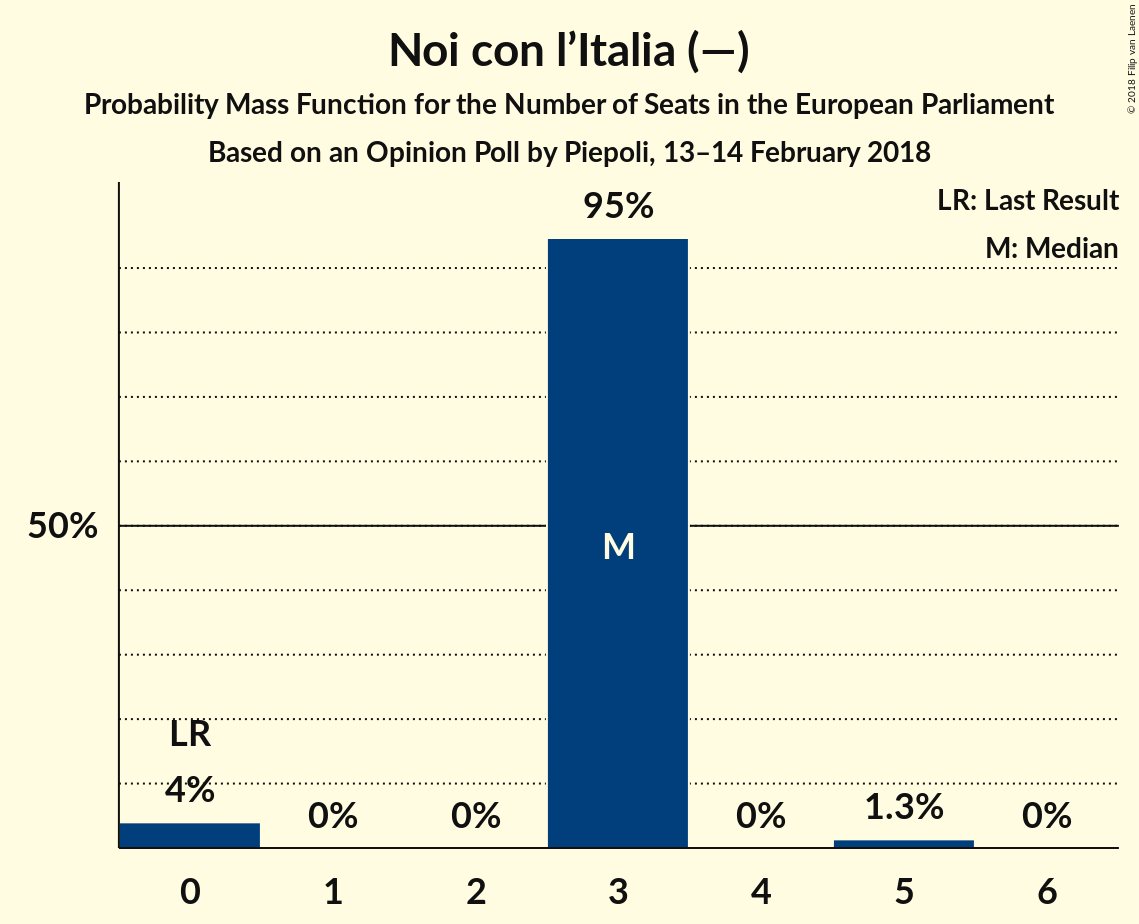 Noi con l’Italia (—)
Probability Mass Function for the Number of Seats in the European Parliament
Based on an Opinion Poll by Piepoli, 13–14 February 2018
© 2018 Filip van Laenen
LR: Last Result
M: Median
95%
50%
M
LR
4%
0%
0%
0%
1.3%
0%
0
1
2
3
4
5
6